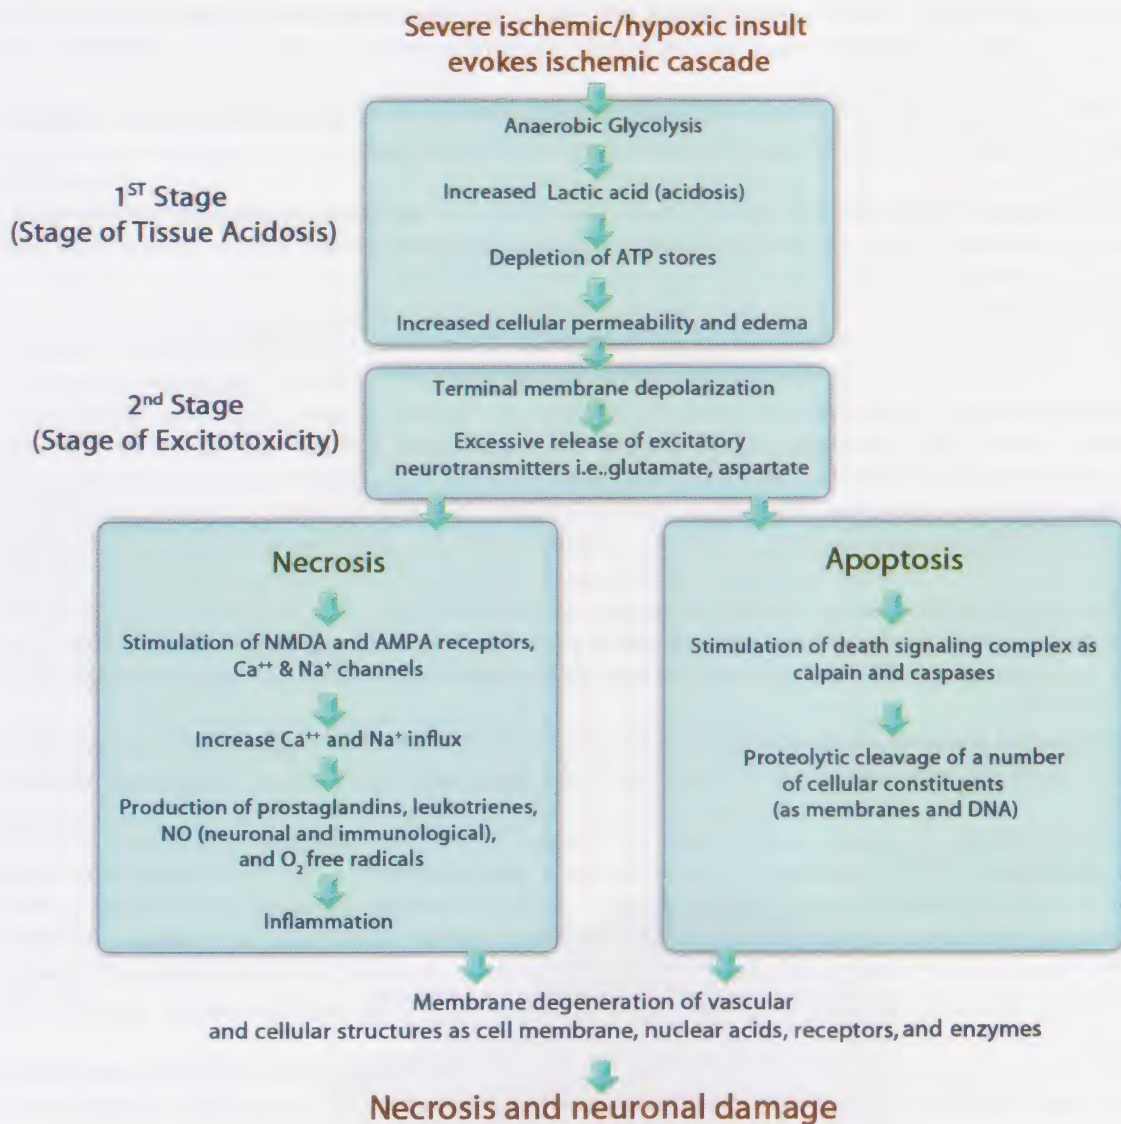 Severe ischemic/hypoxic insult
evokes ischemic cascade
1ST Stage
(Stage of Tissue Acidosis)
Anaerobic Glycolysis
Increased Lactic acid (acidosis)
Depletion of ATP stores
Increased cellular permeability and edema
2nd Stage
(Stage of Excitotoxicity)
Terminal membrane depolarization
Excessive release of excitatory
neurotransmitters i.e.,glutamate, aspartate
Necrosis
Stimulation of NMDA and AMPA receptors,
Ca++ & Na+ channels
Increase Ca++ and Na+ influx
Production of prostaglandins, leukotrienes,
NO (neuronal and immunological),
and O2 free radicals
Inflammation
Apoptosis
Stimulation of death signaling complex as
calpain and caspases
Proteolytic cleavage of a number
of cellular constituents
(as membranes and DNA)
Membrane degeneration of vascular
and cellular structures as cell membrane, nuclear acids, receptors, and enzymes
Necrosis and neuronal damage